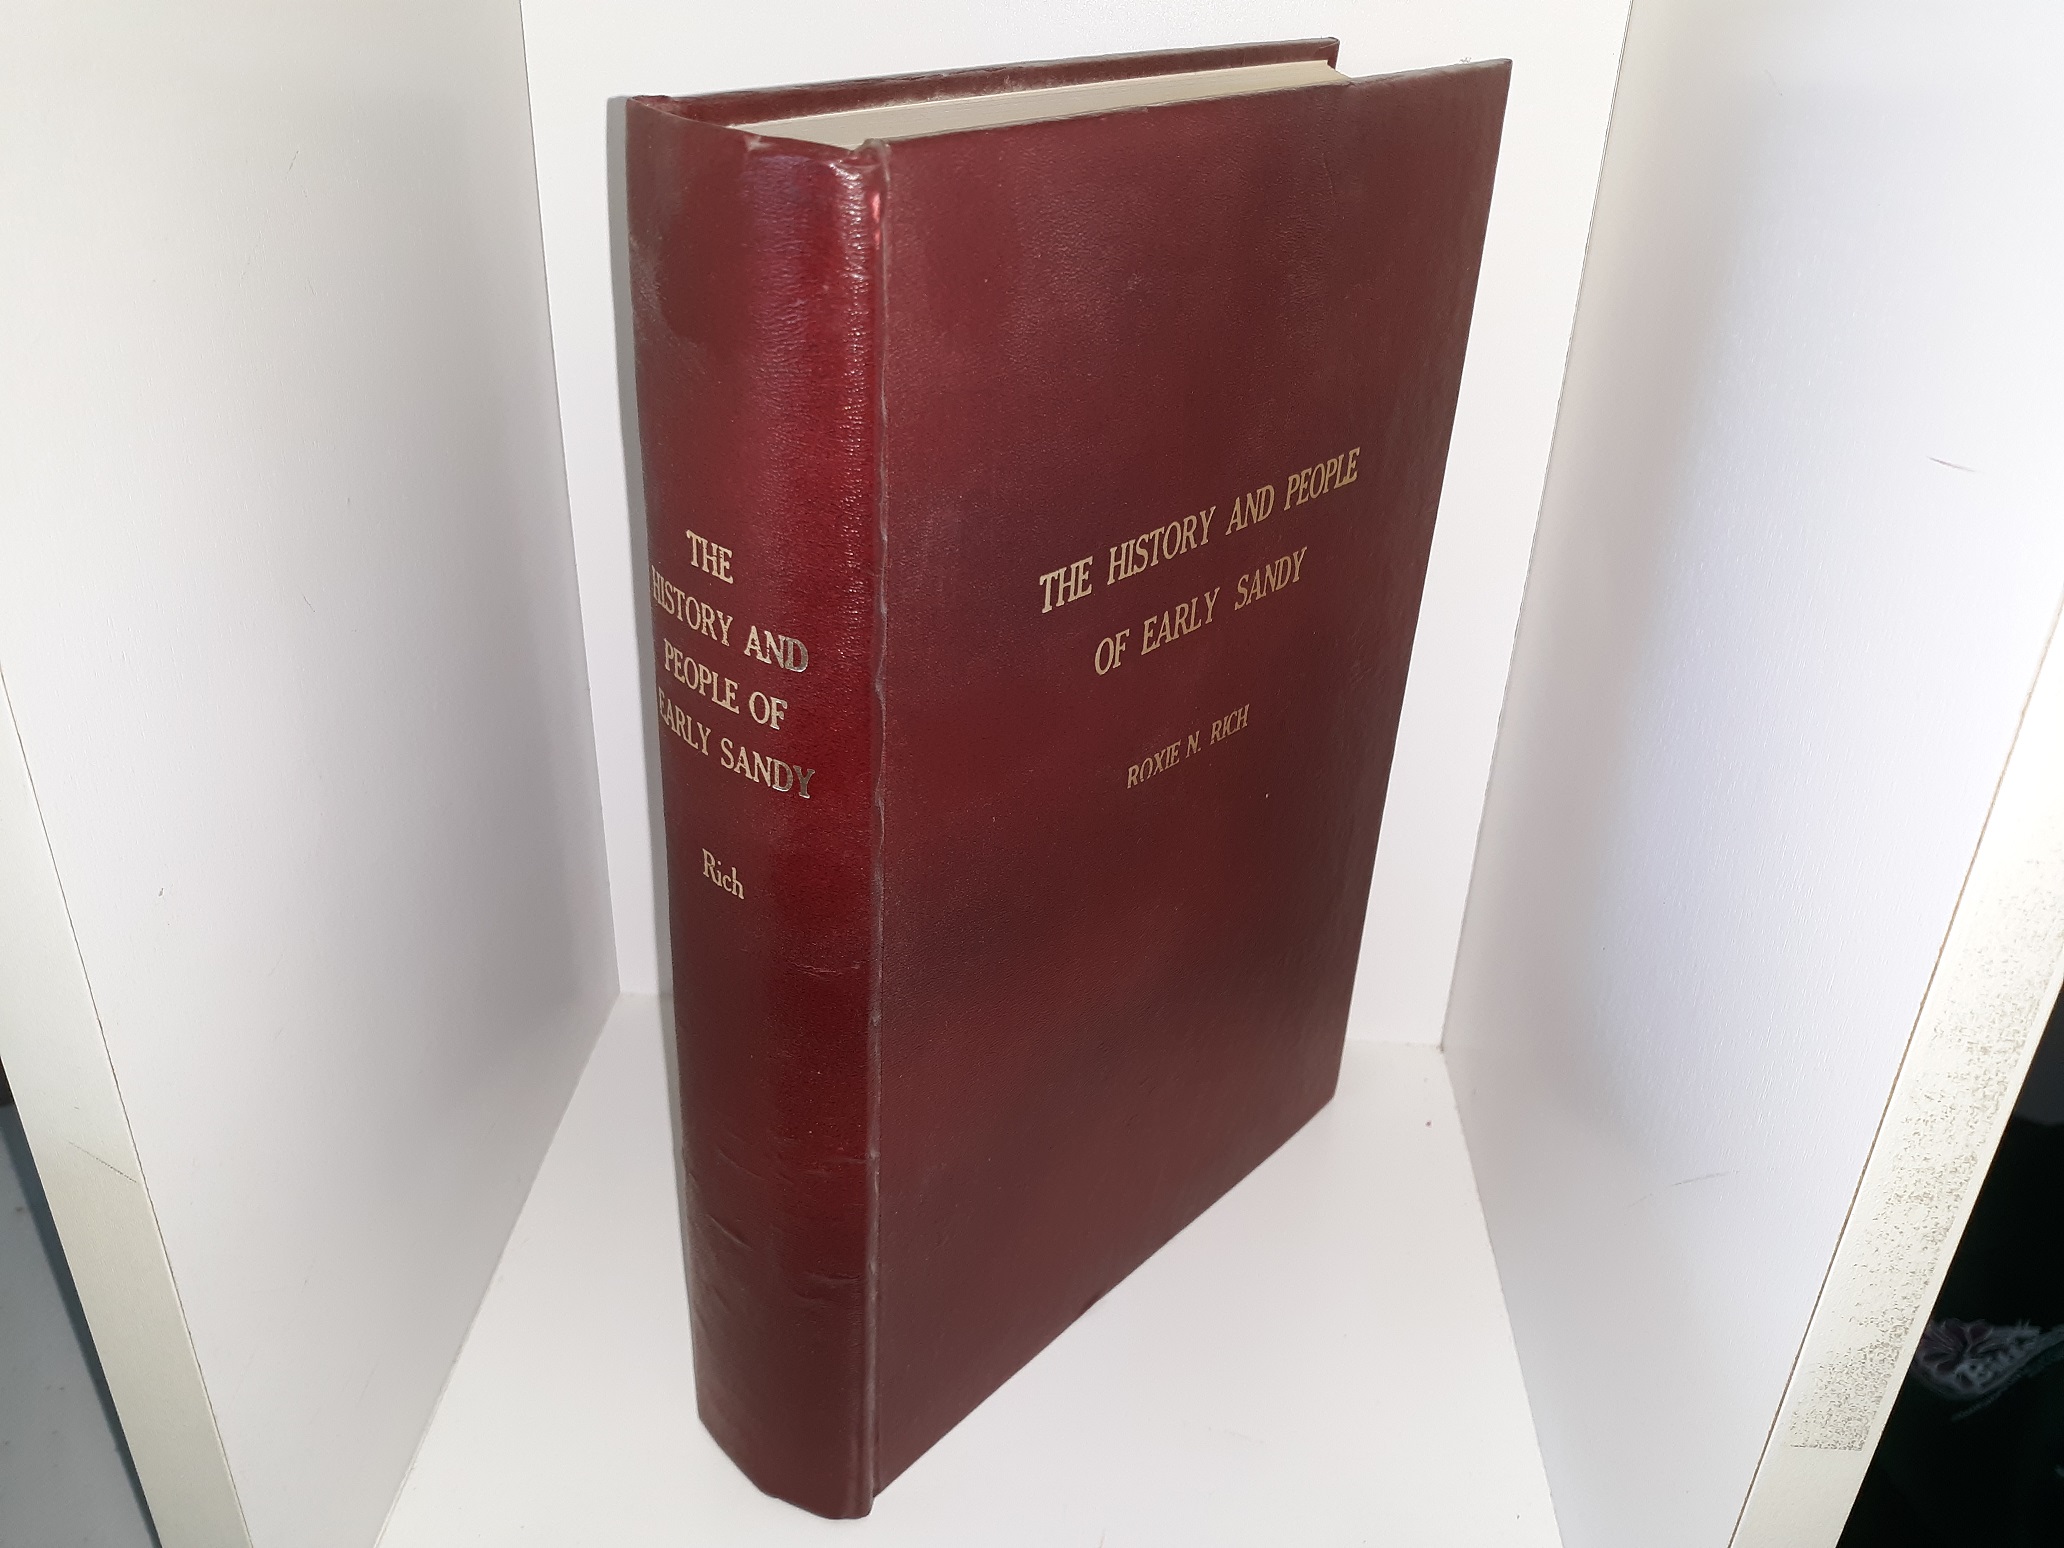 THE
HISTORY AND
PEOPLE OF
EARLY SANDY
Rich
THE HISTORY AND PEOPLE
OF EARLY SANDY
ROXIE N. RICH